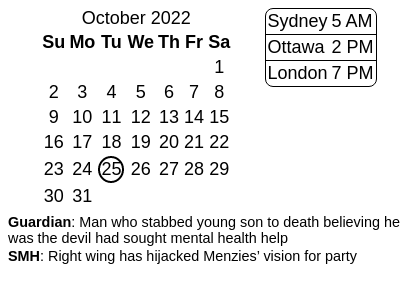 October 2022
Su Mo Tu We Th Fr Sa
1
2 3 4 5 6 7 8
9 10 11 12 13 14 15
16 17 18 19 20 21 22
23 24 25 26 27 28 29
30 31
Sydney 5 AM
Ottawa 2 PM
London 7 PM
Guardian: Man who stabbed young son to death believing he
was the devil had sought mental health help
SMH: Right wing has hijacked Menzies’ vision for party